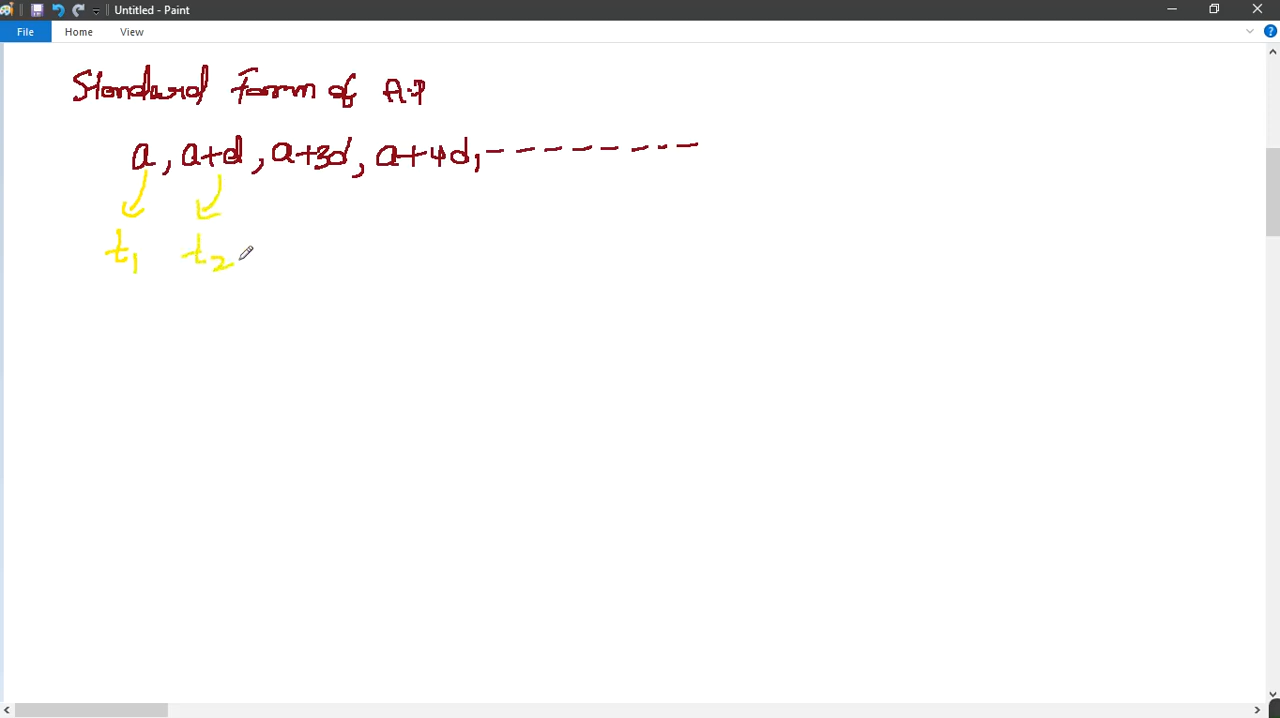 Untitled - Paint
File Home View
Standard Form of A.P
a, a+d, a+3d, a+4d, - - - - - - - -
t₁ t₂